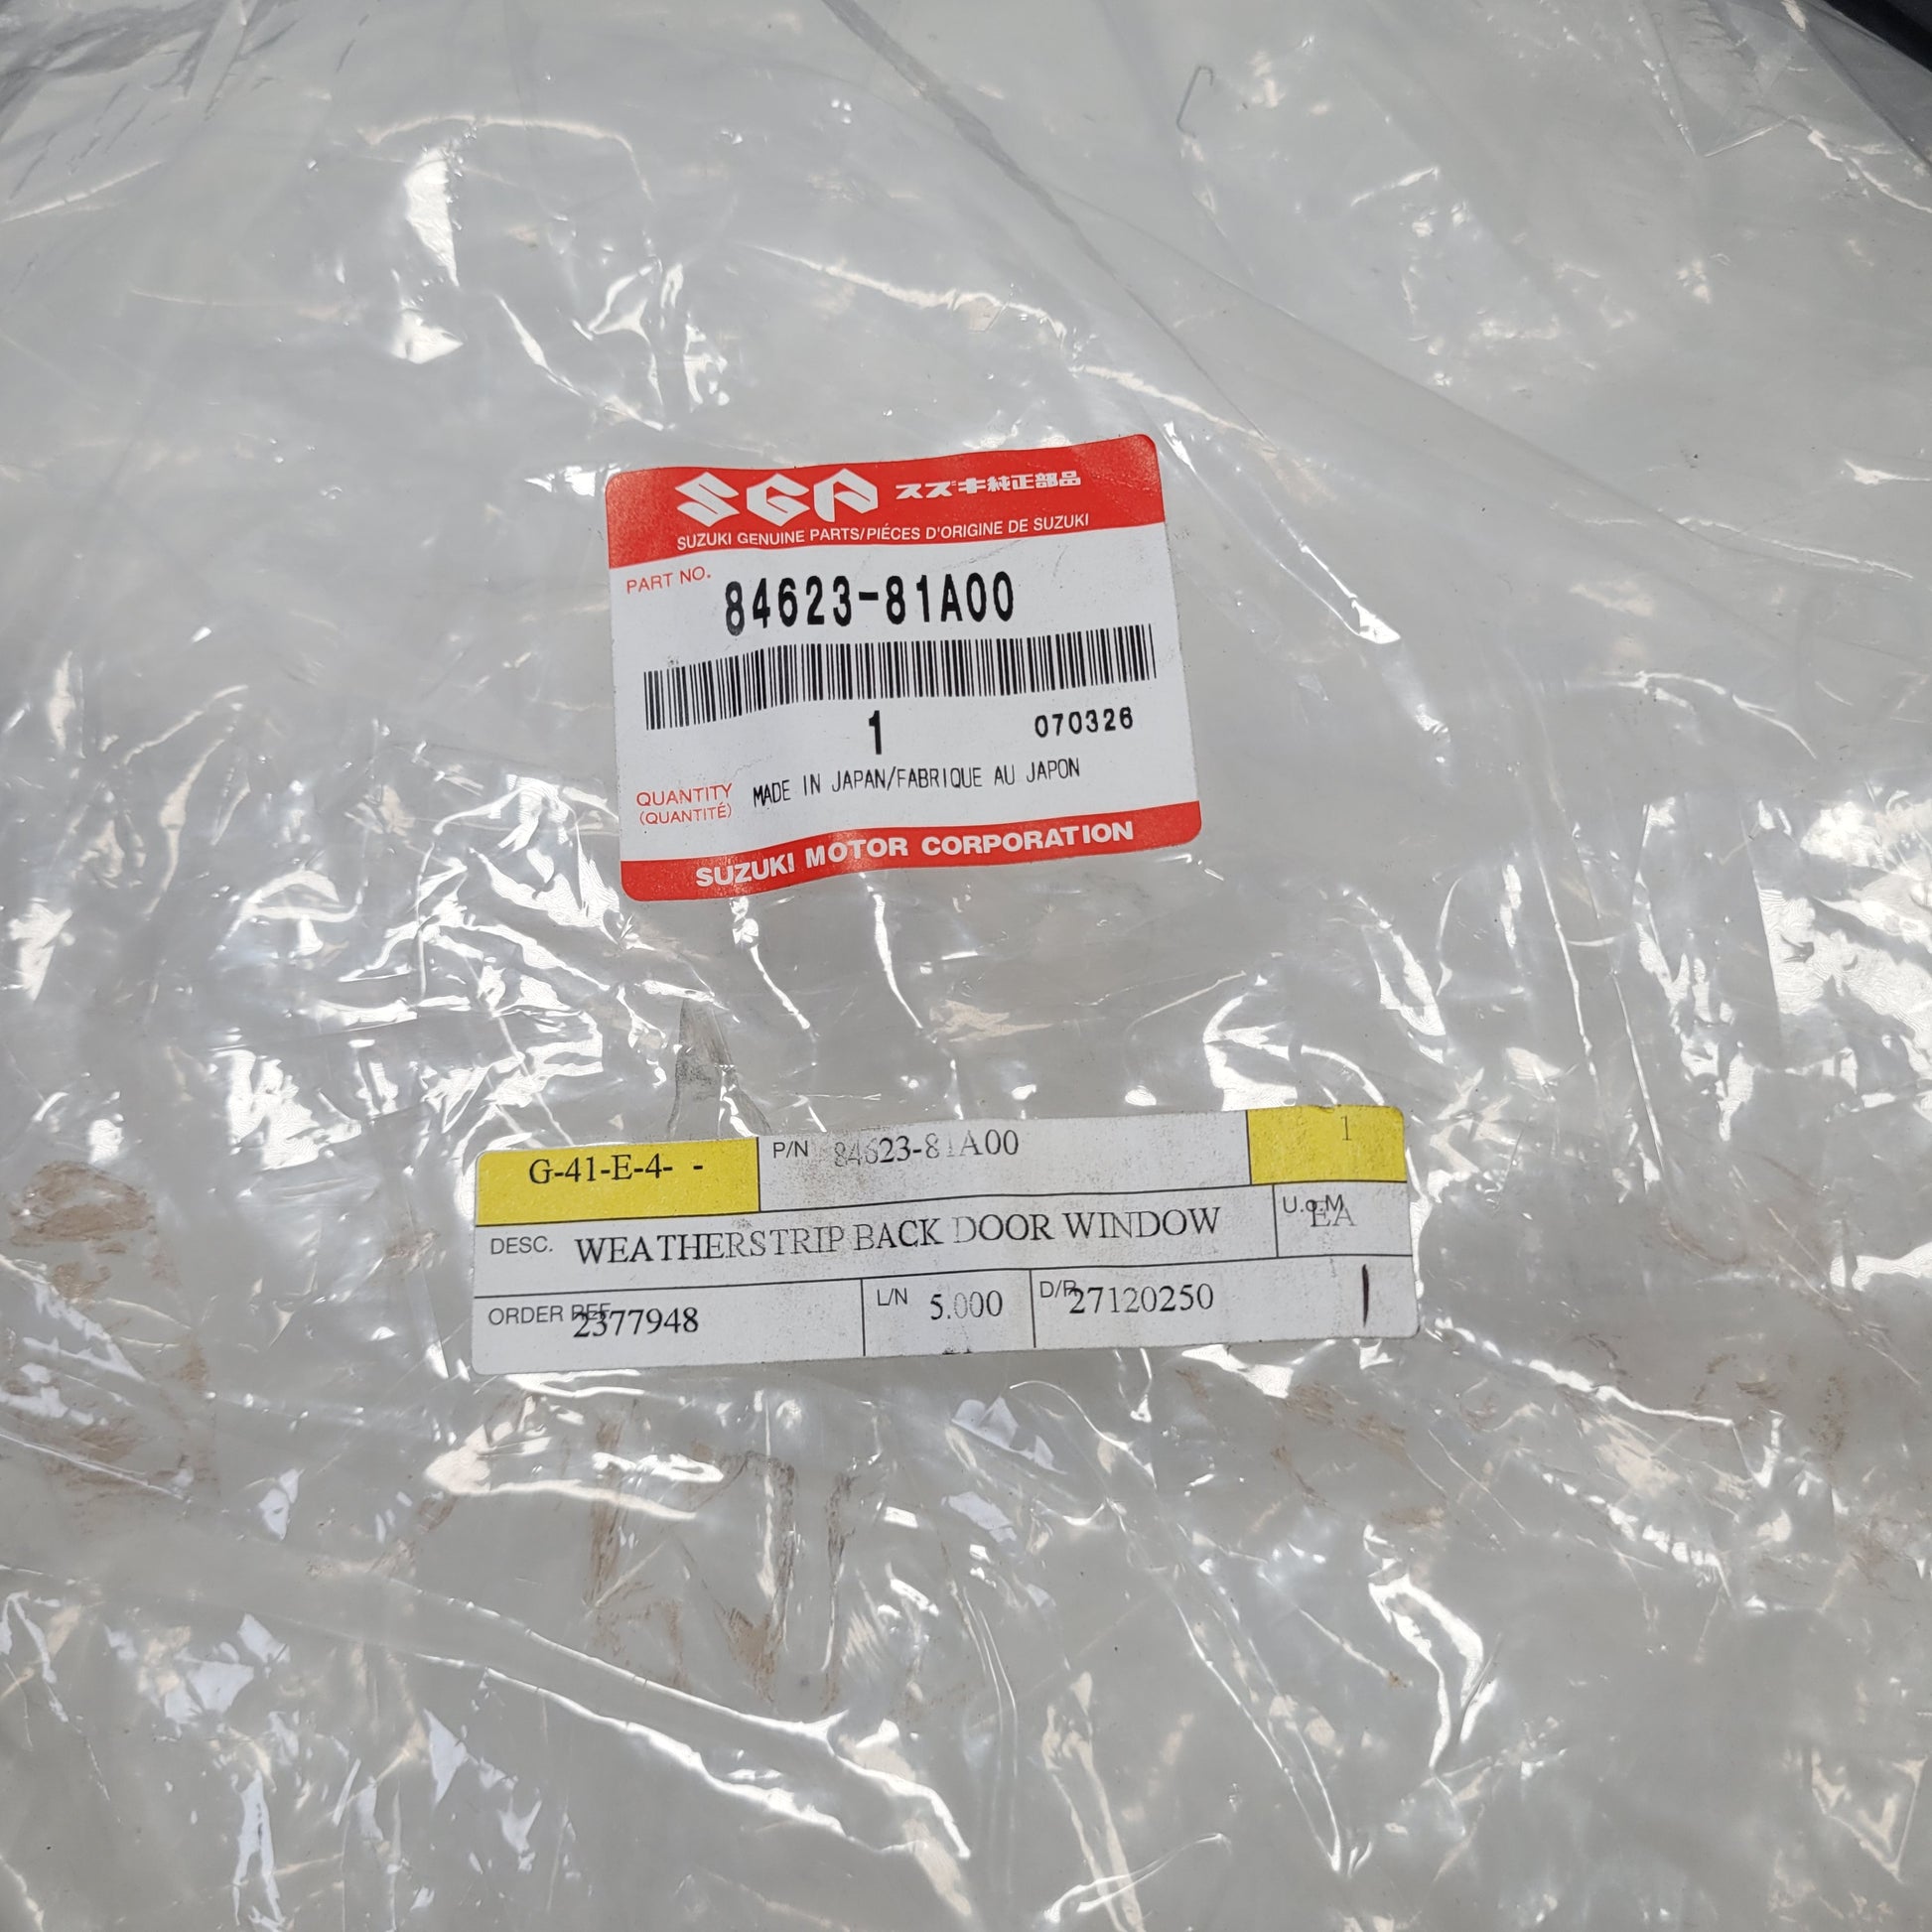 SGP スズキ純正部品
SUZUKI GENUINE PARTS/PIÉCES D'ORIGINE DE SUZUKI
PART NO. 84623-81A00
1 070326
QUANTITY MADE IN JAPAN/FABRIQUE AU JAPON
(QUANTITÉ)
SUZUKI MOTOR CORPORATION
G-41-E-4- - P/N 84623-81A00 1
DESC. WEATHERSTRIP BACK DOOR WINDOW U.o.M EA
ORDER REF 2377948 L/N 5.000 D/R 27120250 1